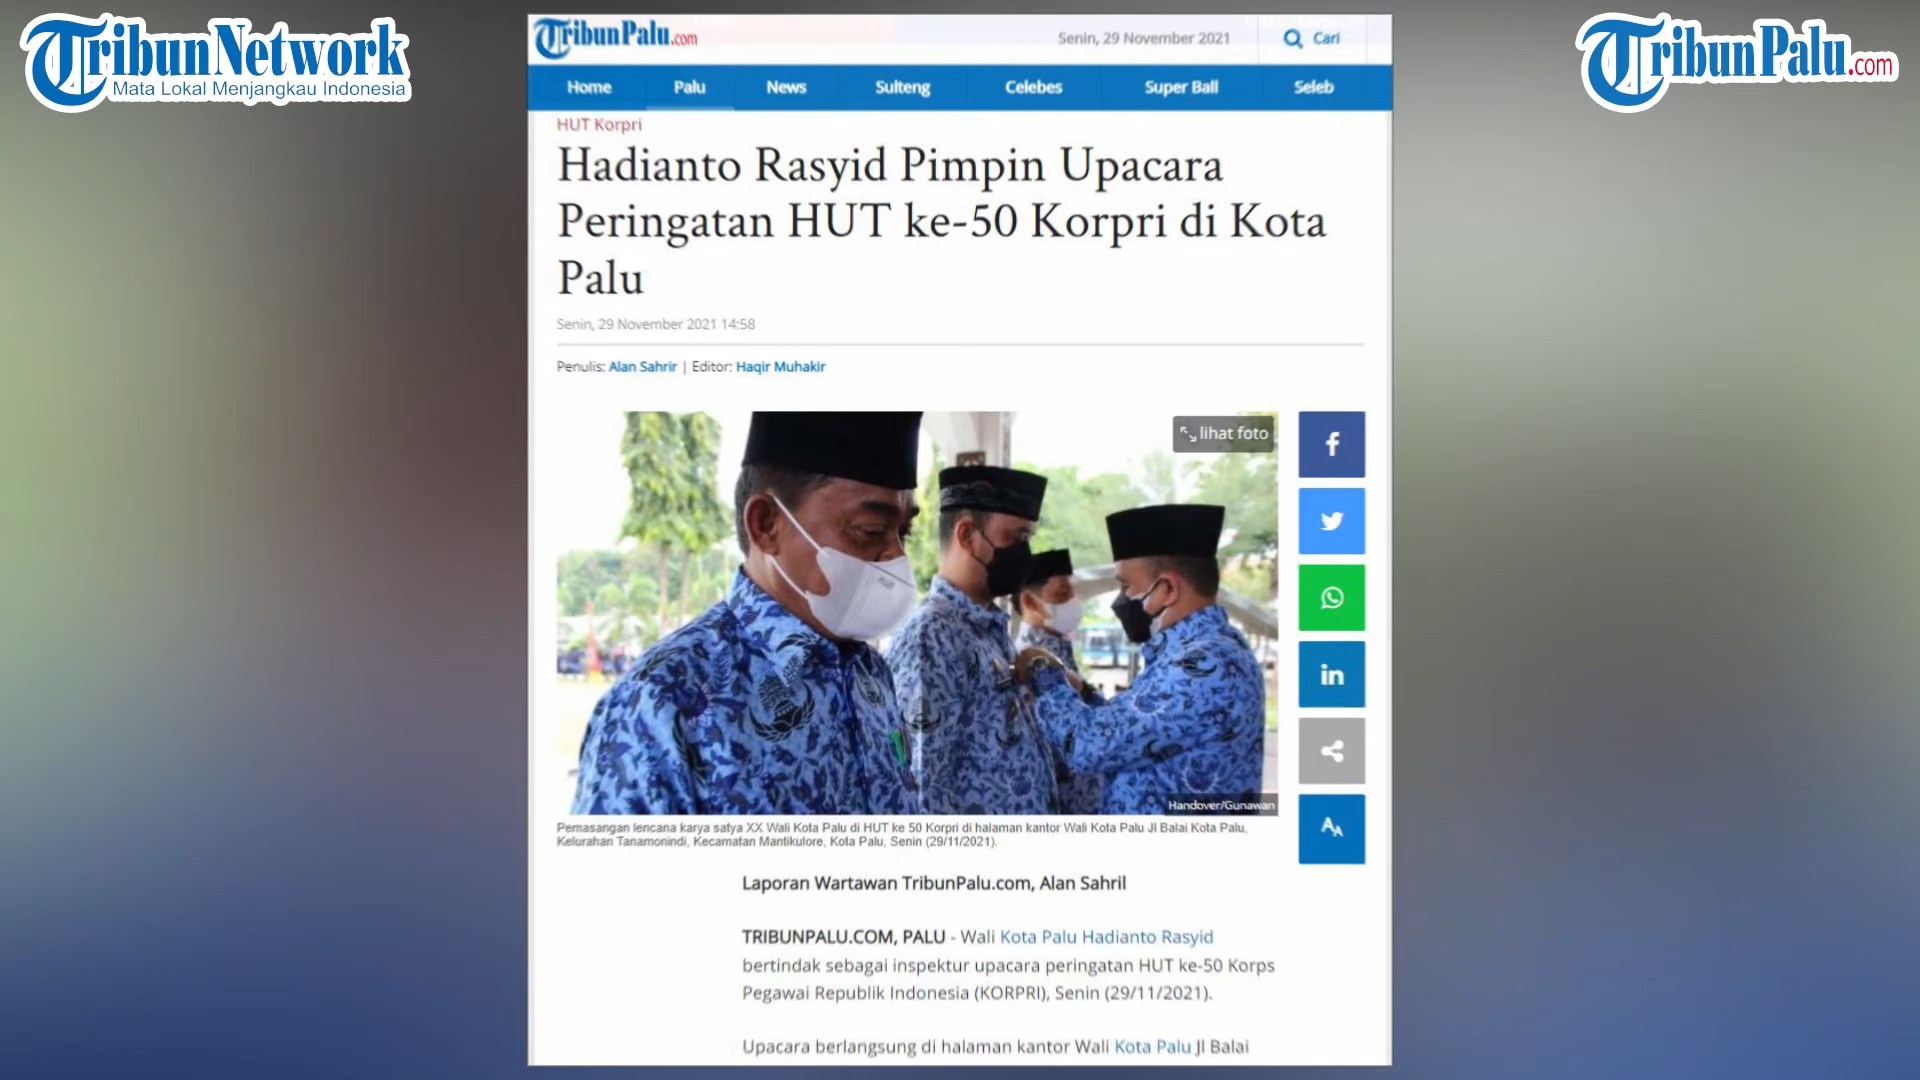 TribunNetwork
Mata Lokal Menjangkau Indonesia
TribunPalu.com
TribunPalu.com
Senin, 29 November 2021
Cari
Home Palu News Sulteng Celebes Super Ball Seleb
HUT Korpri
Hadianto Rasyid Pimpin Upacara
Peringatan HUT ke-50 Korpri di Kota
Palu
Senin, 29 November 2021 14:58
Penulis: Alan Sahrir | Editor: Haqir Muhakir
lihat foto
Handover/Gunawan
Pemasangan lencana karya satya XX Wali Kota Palu di HUT ke 50 Korpri di halaman kantor Wali Kota Palu Jl Balai Kota Palu,
Kelurahan Tanamonindi, Kecamatan Mantikulore, Kota Palu, Senin (29/11/2021).
Laporan Wartawan TribunPalu.com, Alan Sahril
TRIBUNPALU.COM, PALU - Wali Kota Palu Hadianto Rasyid
bertindak sebagai inspektur upacara peringatan HUT ke-50 Korps
Pegawai Republik Indonesia (KORPRI), Senin (29/11/2021).
Upacara berlangsung di halaman kantor Wali Kota Palu Jl Balai